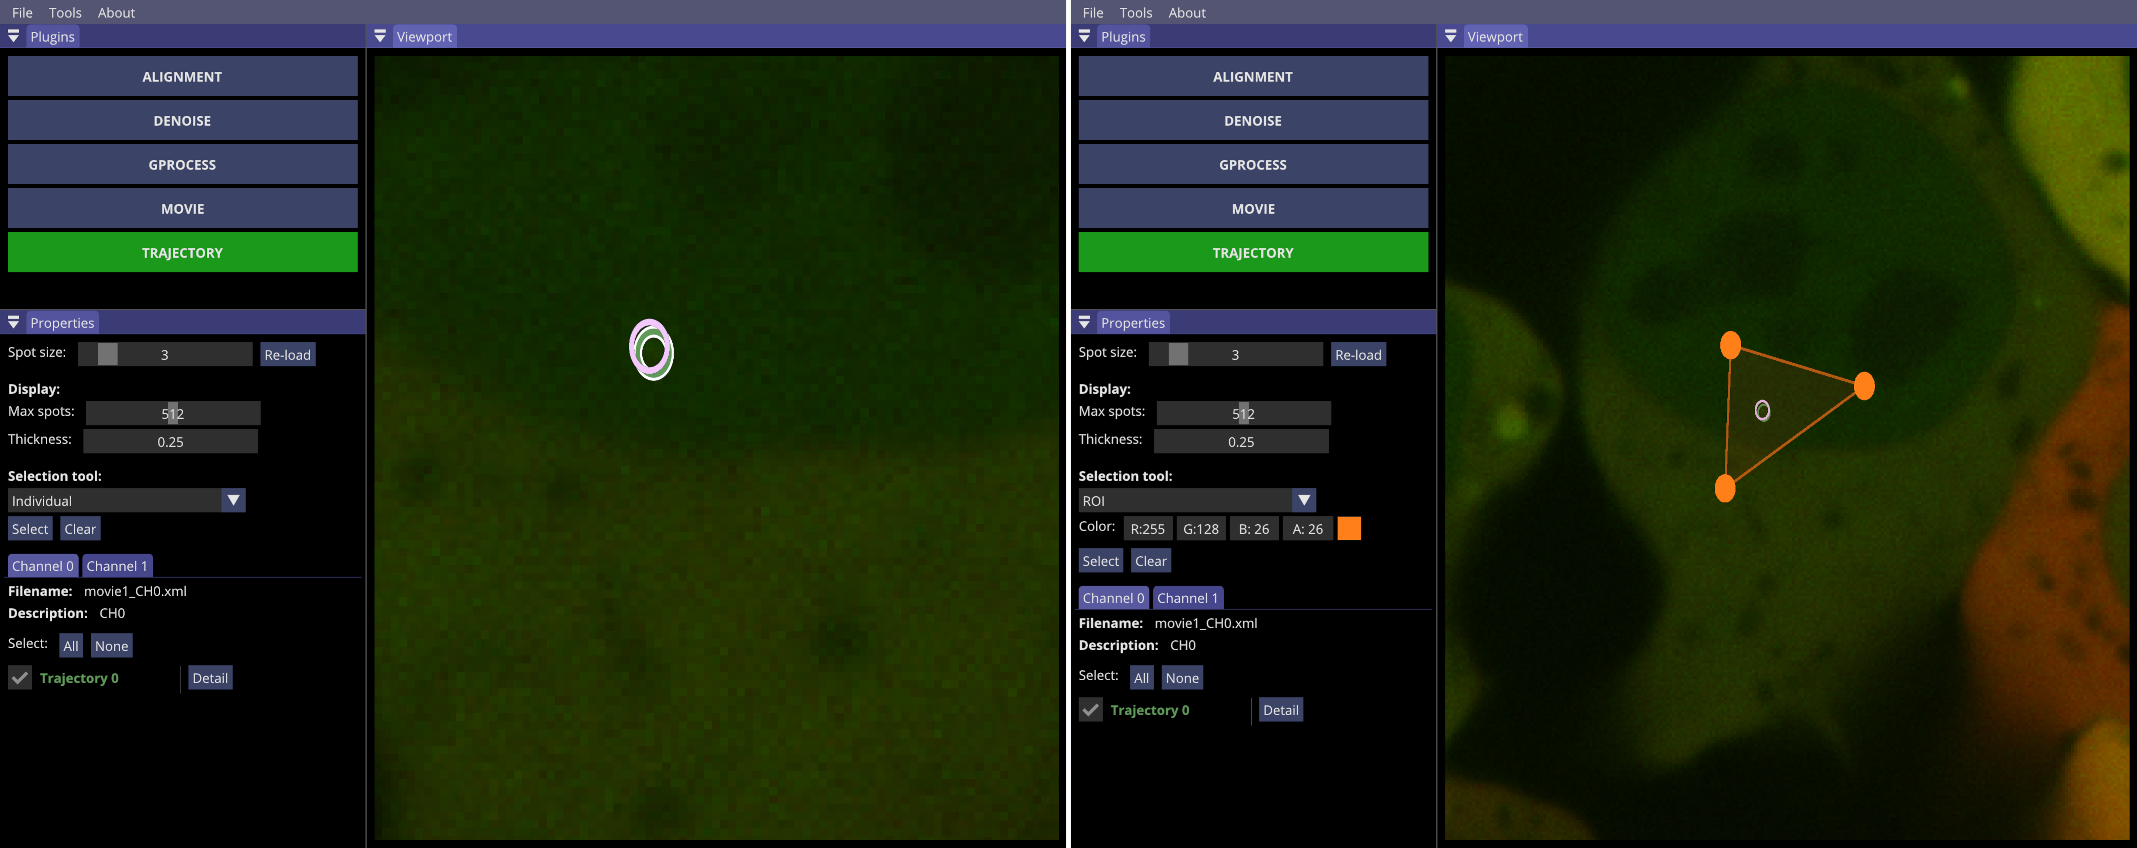 File Tools About
Plugins
Viewport
ALIGNMENT
DENOISE
GPROCESS
MOVIE
TRAJECTORY
Properties
Spot size: 3 Re-load
Display:
Max spots: 512
Thickness: 0.25
Selection tool:
Individual
Select Clear
Channel 0 Channel 1
Filename: movie1_CH0.xml
Description: CH0
Select: All None
Trajectory 0 Detail
File Tools About
Plugins
Viewport
ALIGNMENT
DENOISE
GPROCESS
MOVIE
TRAJECTORY
Properties
Spot size: 3 Re-load
Display:
Max spots: 512
Thickness: 0.25
Selection tool:
ROI
Color: R:255 G:128 B: 26 A: 26
Select Clear
Channel 0 Channel 1
Filename: movie1_CH0.xml
Description: CH0
Select: All None
Trajectory 0 Detail